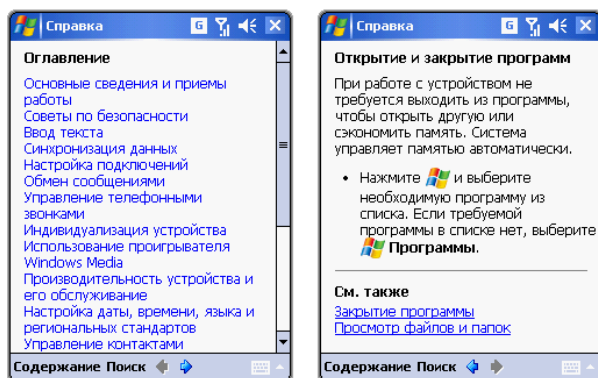 Справка
G
Оглавление
Основные сведения и приемы
работы
Советы по безопасности
Ввод текста
Синхронизация данных
Настройка подключений
Обмен сообщениями
Управление телефонными
звонками
Индивидуализация устройства
Использование проигрывателя
Windows Media
Производительность устройства и
его обслуживание
Настройка даты, времени, языка и
региональных стандартов
Управление контактами
Содержание Поиск
Справка
G
Открытие и закрытие программ
При работе с устройством не
требуется выходить из программы,
чтобы открыть другую или
сэкономить память. Система
управляет памятью автоматически.
• Нажмите и выберите
необходимую программу из
списка. Если требуемой
программы в списке нет, выберите
Программы.
См. также
Закрытие программы
Просмотр файлов и папок
Содержание Поиск